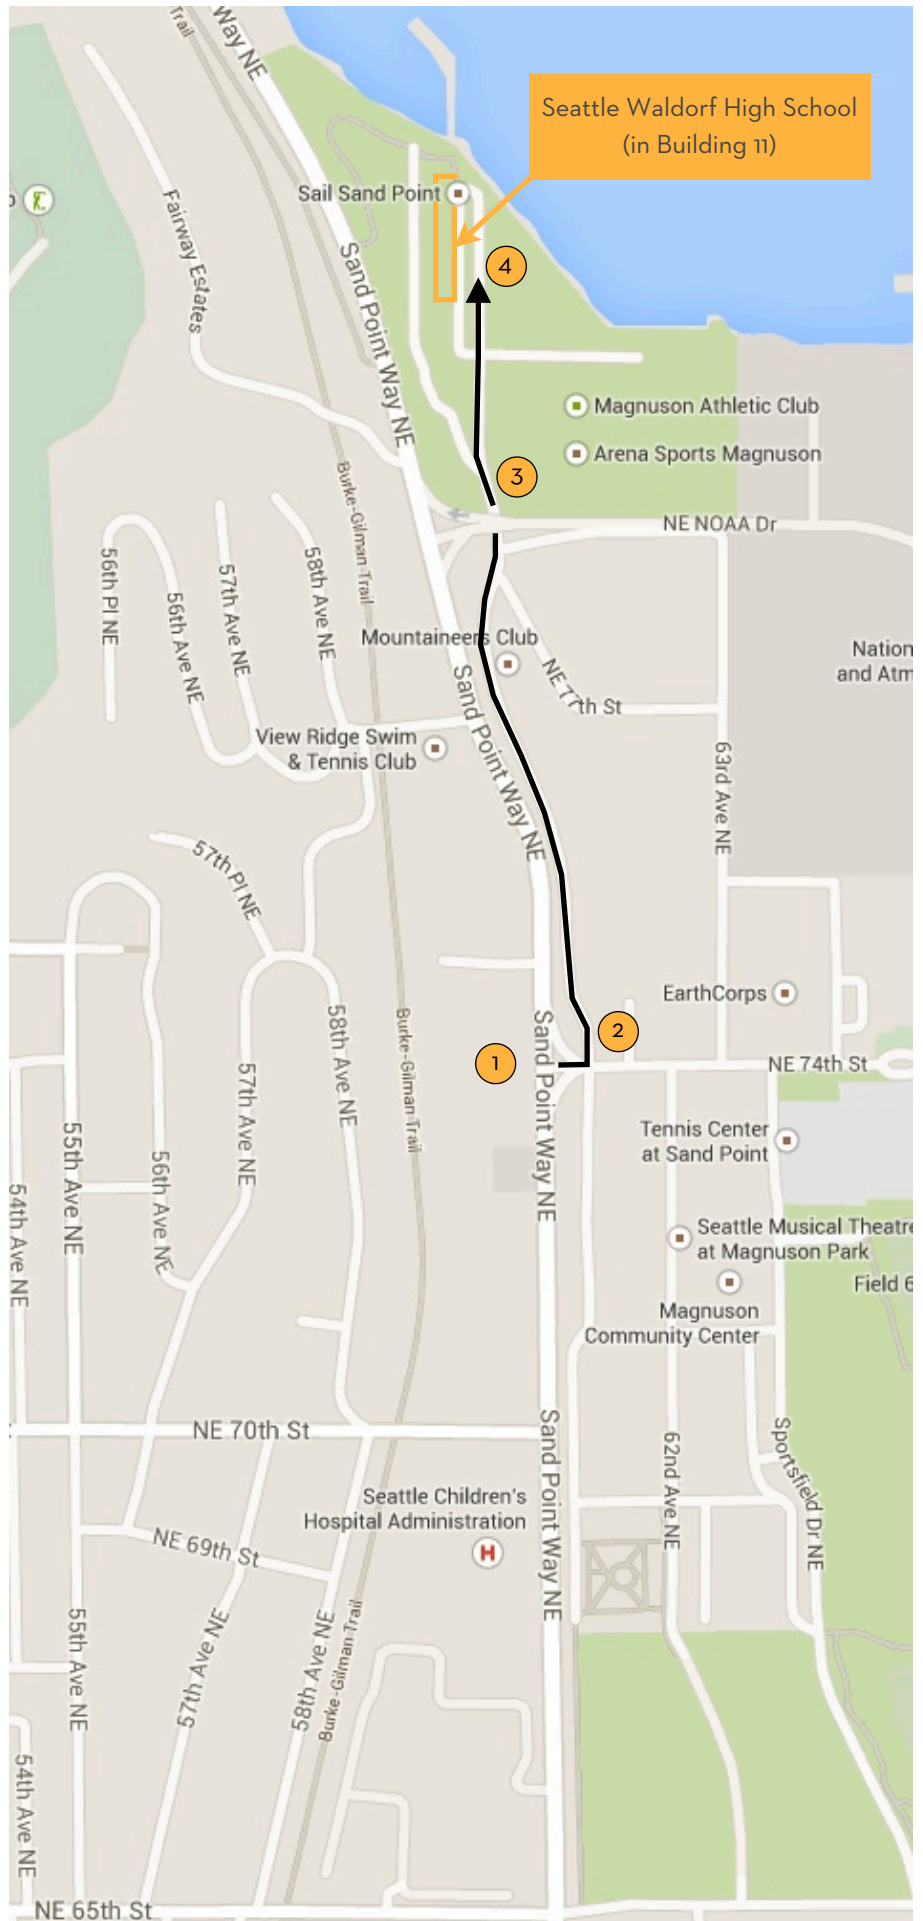 Trail
Way NE
Seattle Waldorf High School
(in Building 11)
Sail Sand Point
Fairway Estates
4
Sand Point Way NE
Magnuson Athletic Club
Arena Sports Magnuson
3
Burke-Gilman Trail
NE NOAA Dr
56th Pl NE
56th Ave NE
57th Ave NE
58th Ave NE
Mountaineers Club
NE 77th St
Nation
and Atm
Sand Point Way NE
View Ridge Swim
& Tennis Club
63rd Ave NE
57th Pl NE
EarthCorps
58th Ave NE
Burke-Gilman Trail
Sand Point Way NE
2
1
NE 74th St
57th Ave NE
55th Ave NE
56th Ave NE
54th Ave NE
Tennis Center
at Sand Point
Seattle Musical Theatre
at Magnuson Park
Field 6
Magnuson
Community Center
NE 70th St
Sand Point Way NE
62nd Ave NE
Sportsfield Dr NE
Seattle Children's
Hospital Administration
H
NE 69th St
55th Ave NE
57th Ave NE
58th Ave NE
Burke-Gilman Trail
54th Ave NE
NE 65th St